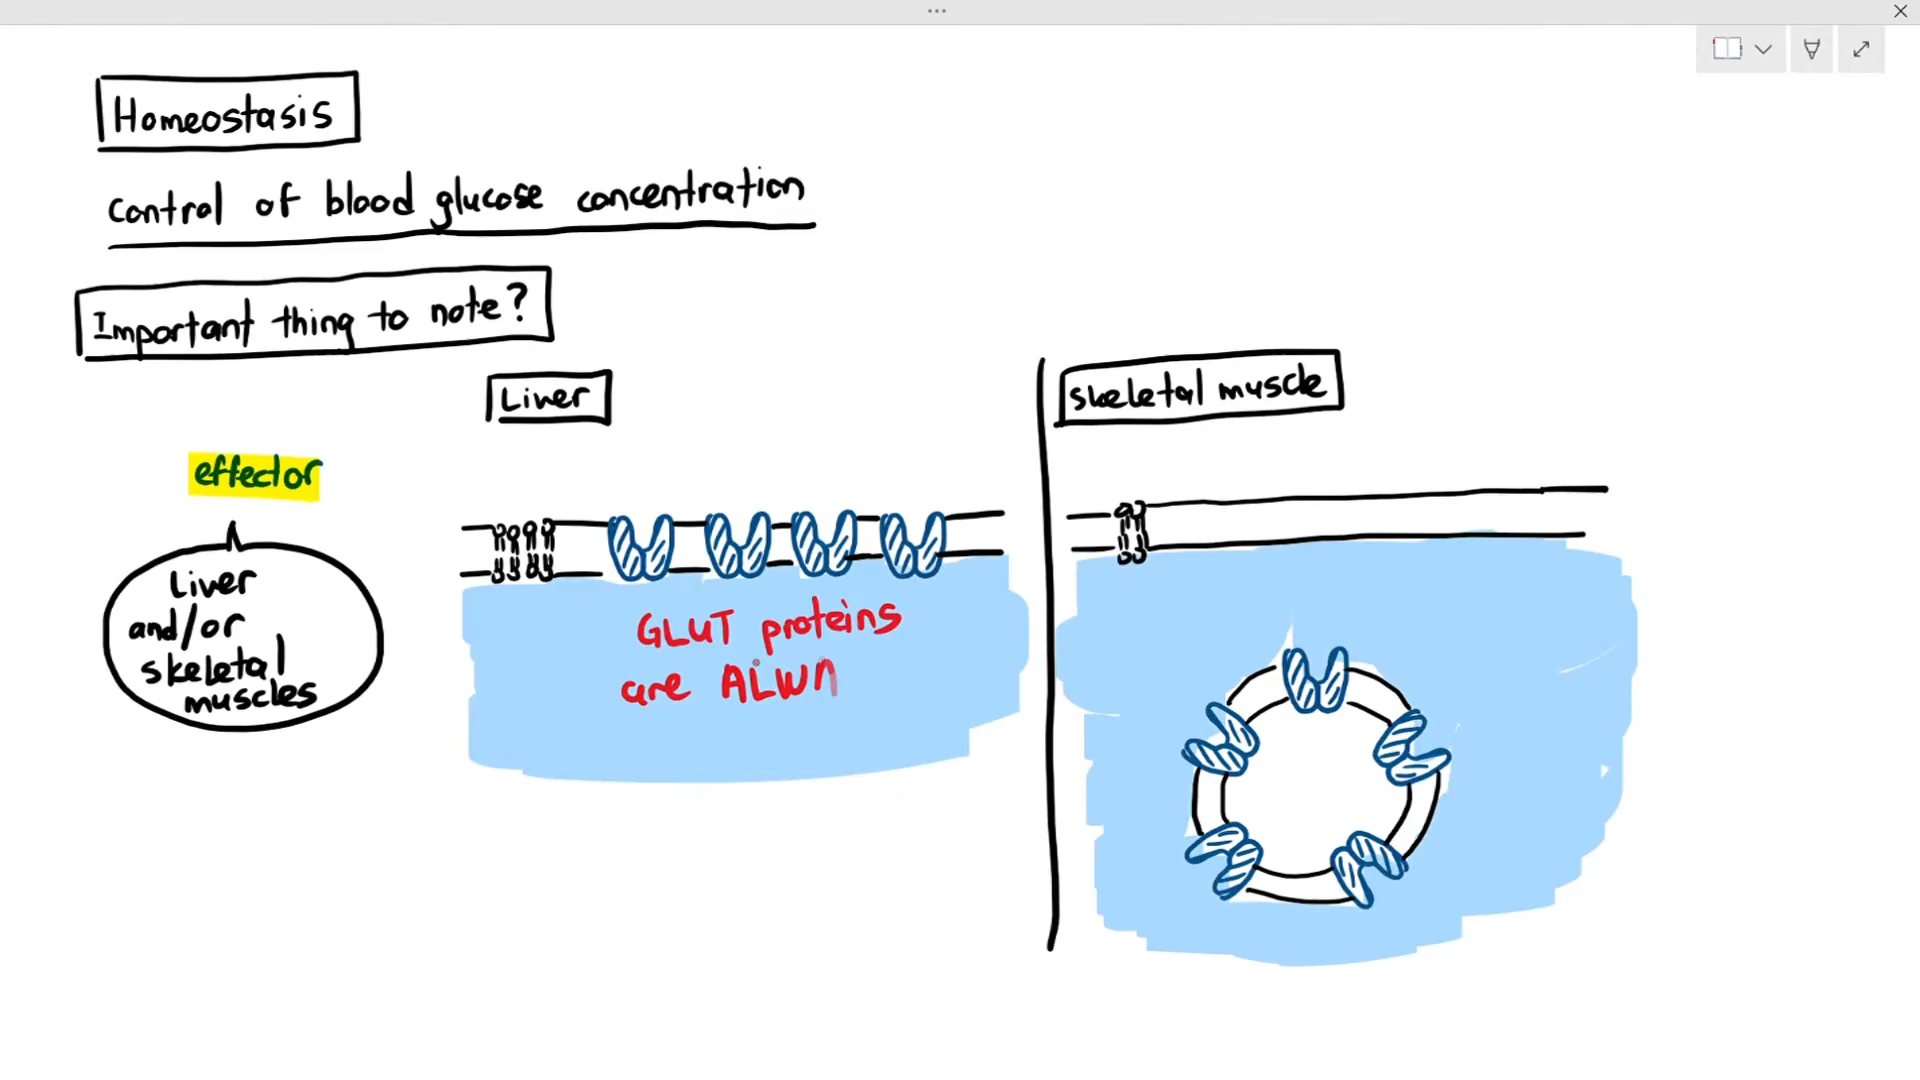 Homeostasis
control of blood glucose concentration
Important thing to note?
Liver
skeletal muscle
effector
Liver
and/or
skeletal
muscles
GLUT proteins
are ALWA